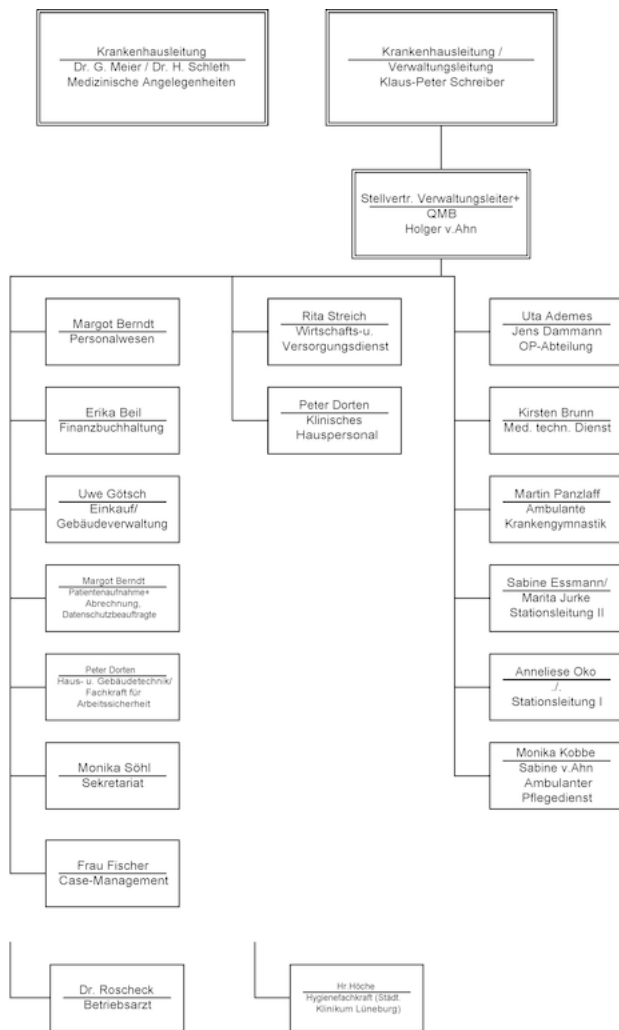 Krankenhausleitung
Dr. G. Meier / Dr. H. Schleth
Medizinische Angelegenheiten
Krankenhausleitung /
Verwaltungsleitung
Klaus-Peter Schreiber
Stellvertr. Verwaltungsleiter+
QMB
Holger v.Ahn
Margot Berndt
Personalwesen
Erika Beil
Finanzbuchhaltung
Uwe Götsch
Einkauf/
Gebäudeverwaltung
Margot Berndt
Patientenaufnahme+
Abrechnung,
Datenschutzbeauftragte
Peter Dorten
Haus- u. Gebäudetechnik/
Fachkraft für
Arbeitssicherheit
Monika Söhl
Sekretariat
Frau Fischer
Case-Management
Rita Streich
Wirtschafts-u.
Versorgungsdienst
Peter Dorten
Klinisches
Hauspersonal
Uta Ademes
Jens Dammann
OP-Abteilung
Kirsten Brunn
Med. techn. Dienst
Martin Panzlaff
Ambulante
Krankengymnastik
Sabine Essmann/
Marita Jurke
Stationsleitung II
Anneliese Oko
./.
Stationsleitung I
Monika Kobbe
Sabine v.Ahn
Ambulanter
Pflegedienst
Dr. Roscheck
Betriebsarzt
Hr.Höche
Hygienefachkraft (Städt.
Klinikum Lüneburg)